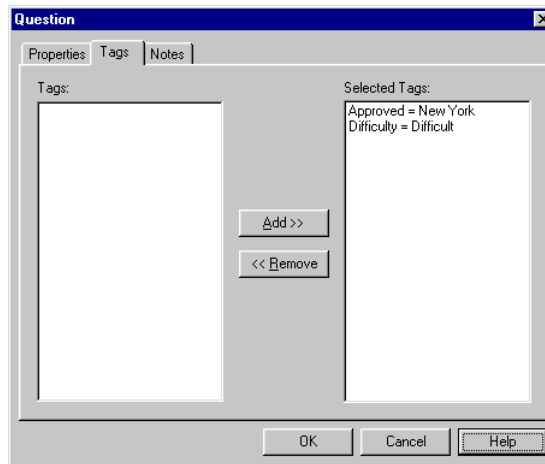 Question
Properties Tags Notes
Tags:
Selected Tags:
Approved = New York
Difficulty = Difficult
Add >>
<< Remove
OK Cancel Help